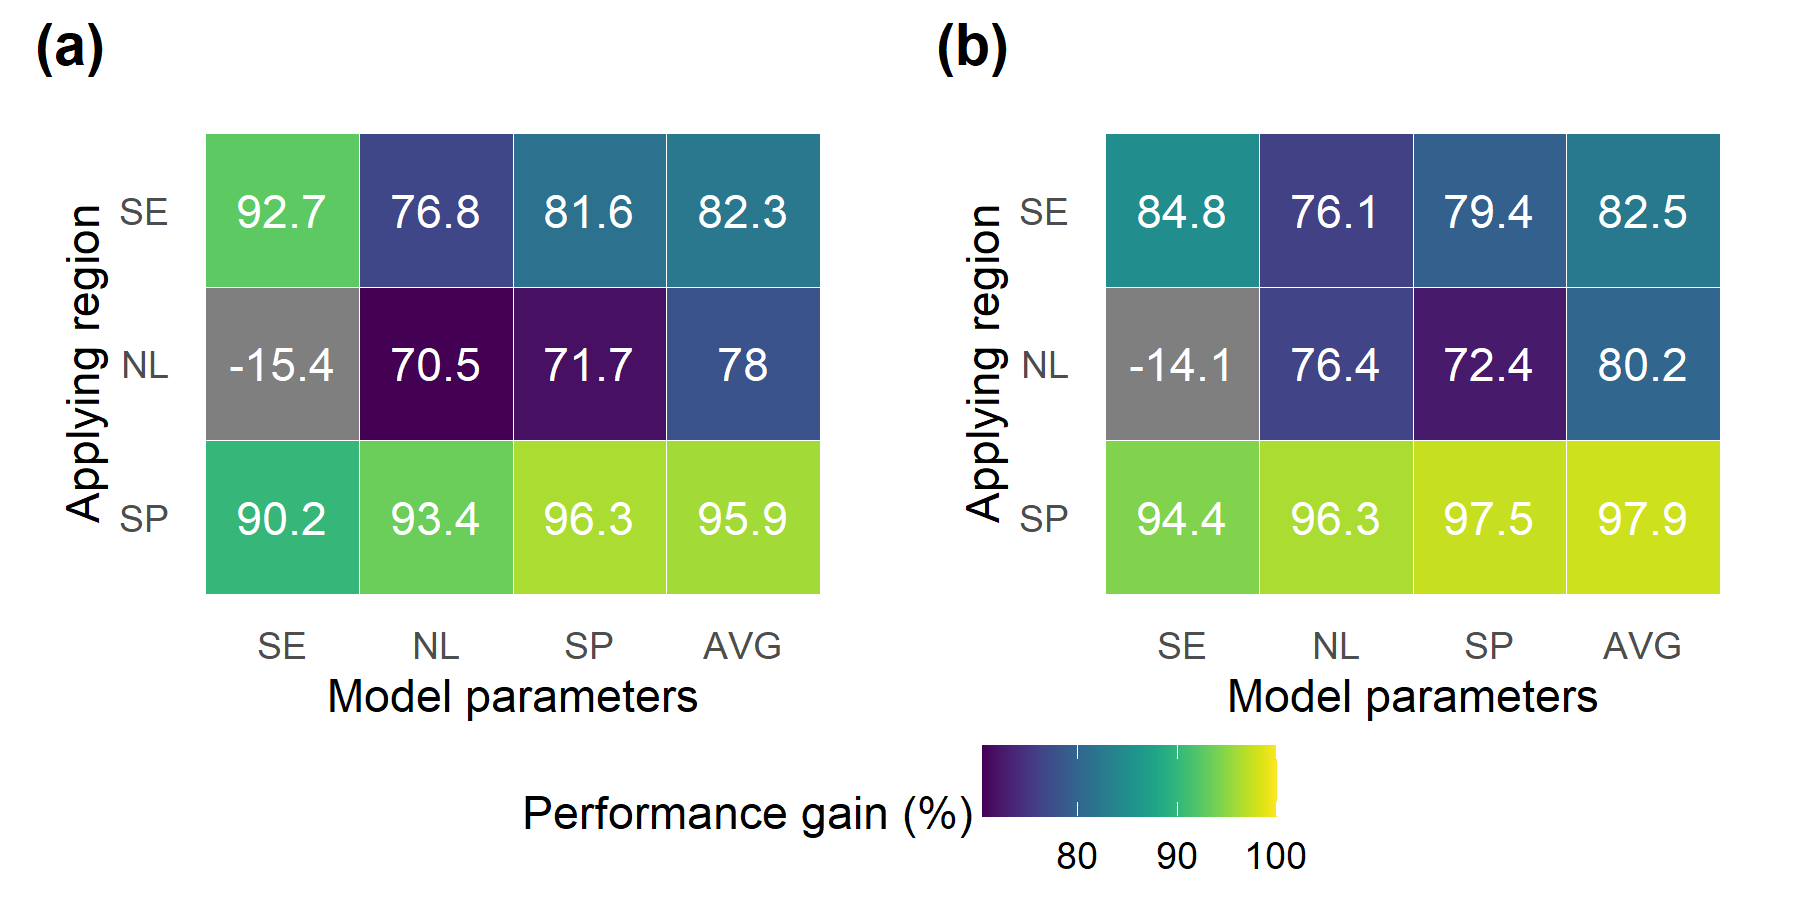 (a)
Applying region
SE 92.7 76.8 81.6 82.3
NL -15.4 70.5 71.7 78
SP 90.2 93.4 96.3 95.9
SE NL SP AVG
Model parameters
(b)
Applying region
SE 84.8 76.1 79.4 82.5
NL -14.1 76.4 72.4 80.2
SP 94.4 96.3 97.5 97.9
SE NL SP AVG
Model parameters
Performance gain (%)
80 90 100